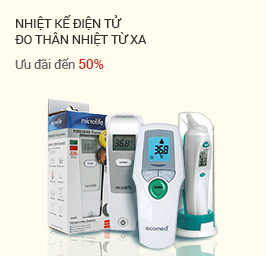 NHIỆT KẾ ĐIỆN TỬ
ĐO THÂN NHIỆT TỪ XA
Ưu đãi đến 50%
microlife
36.8
microlife
36.8
ecomed